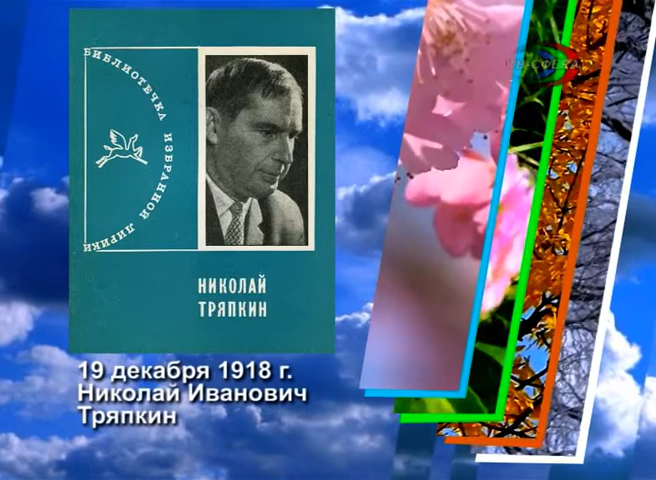 БИБЛИОТЕЧКА ИЗБРАННОЙ ЛИРИКИ
НИКОЛАЙ
ТРЯПКИН
19 декабря 1918 г.
Николай Иванович
Тряпкин